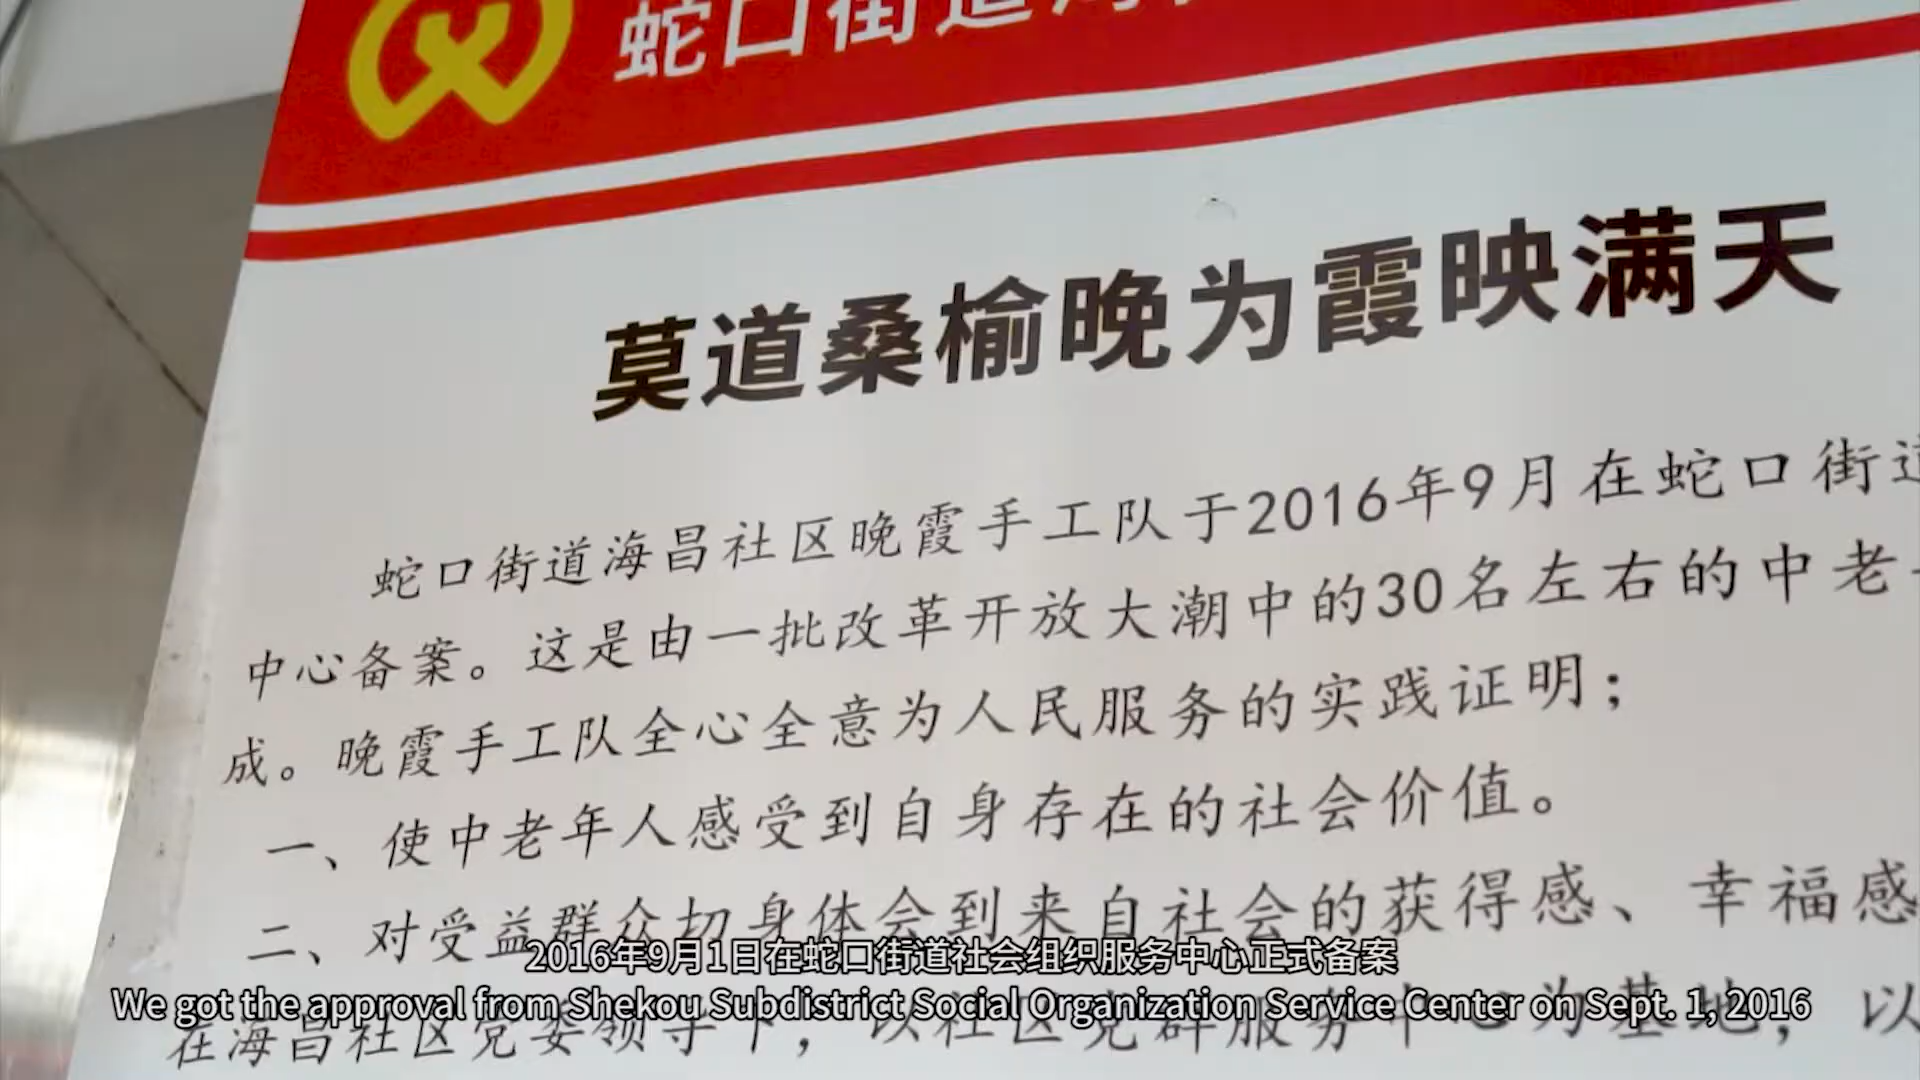 蛇口街道海
莫道桑榆晚为霞映满天
蛇口街道海昌社区晚霞手工队于2016年9月在蛇口街道
中心备案。这是由一批改革开放大潮中的30名左右的中老
成。晚霞手工队全心全意为人民服务的实践证明；
一、使中老年人感受到自身存在的社会价值。
二、对受益群众切身体会到来自社会的获得感、幸福感
2016年9月1日在蛇口街道社会组织服务中心正式备案
We got the approval from Shekou Subdistrict Social Organization Service Center on Sept. 1, 2016
在海昌社区党委领导下，以社区党群服务中心为基地，以